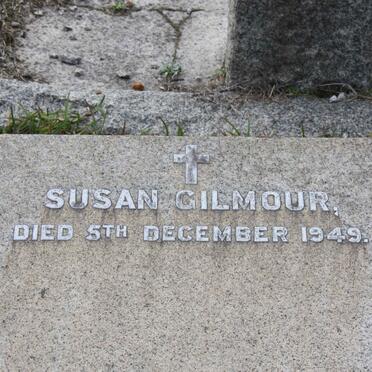 SUSAN GILMOUR,
DIED 5TH DECEMBER 1949.